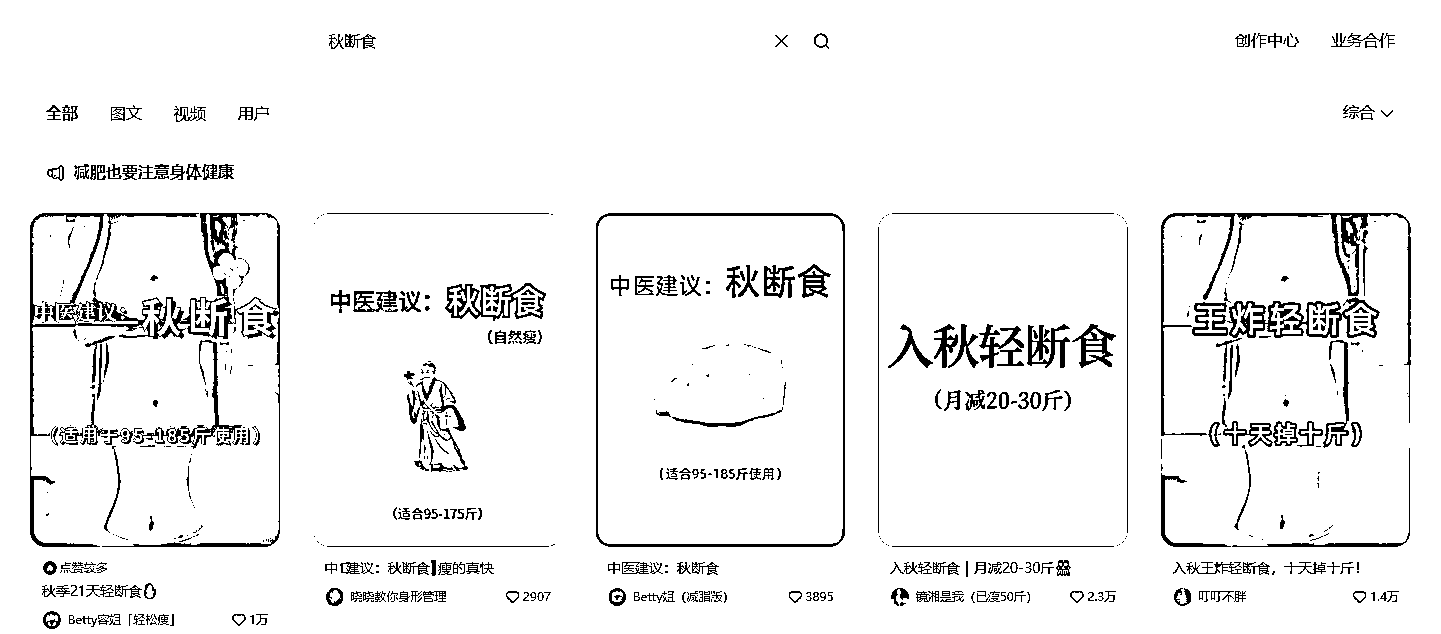 秋断食
创作中心 业务合作
全部 图文 视频 用户
综合
减肥也要注意身体健康
中医建议：秋断食
（适用于95-185斤使用）
点赞较多
秋季21天轻断食
Betty容姐「轻松瘦」 1万
中医建议：秋断食
（自然瘦）
（适合95-175斤）
中医建议：秋断食】瘦的真快
晓晓教你身形管理 2907
中医建议：秋断食
（适合95-185斤使用）
中医建议：秋断食
Betty姐（减脂版） 3895
入秋轻断食
（月减20-30斤）
入秋轻断食 | 月减20-30斤
镜湘是我（已瘦50斤） 2.3万
王炸轻断食
（十天掉十斤）
入秋王炸轻断食，十天掉十斤！
叮叮不胖 1.4万